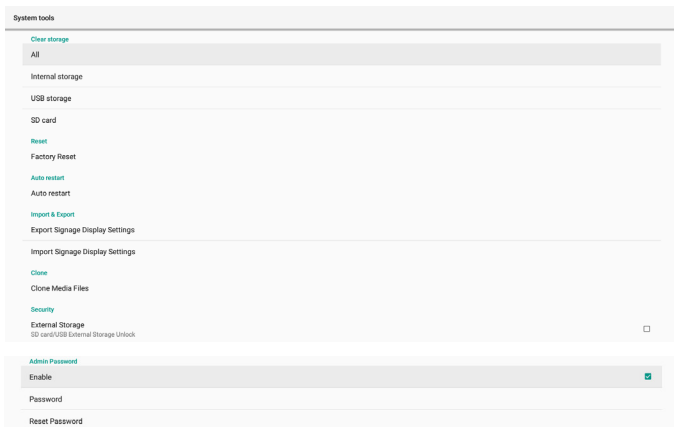 System tools
Clear storage
All
Internal storage
USB storage
SD card
Reset
Factory Reset
Auto restart
Auto restart
Import & Export
Export Signage Display Settings
Import Signage Display Settings
Clone
Clone Media Files
Security
External Storage
SD card/USB External Storage Unlock
Admin Password
Enable
Password
Reset Password